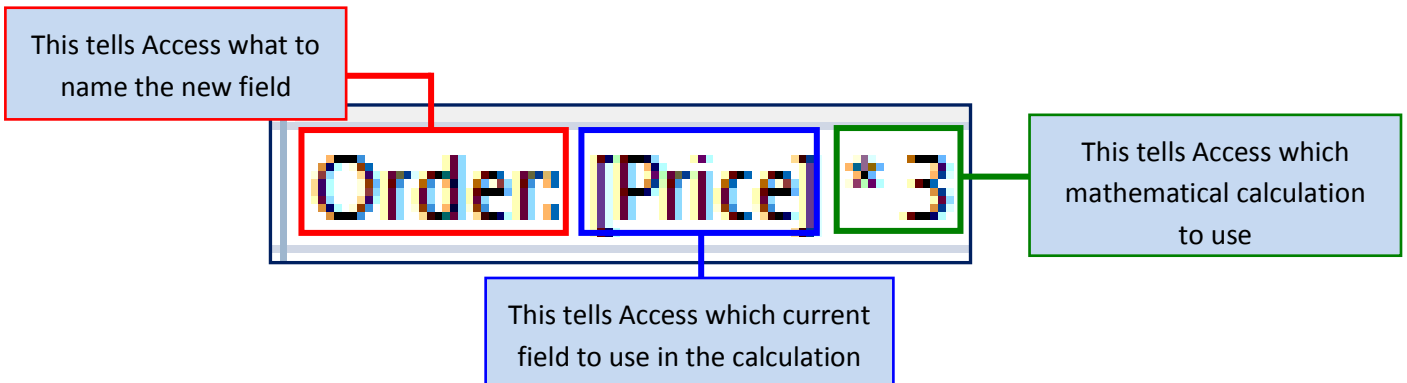 This tells Access what to
name the new field
Order: [Price]*3
This tells Access which
mathematical calculation
to use
This tells Access which current
field to use in the calculation